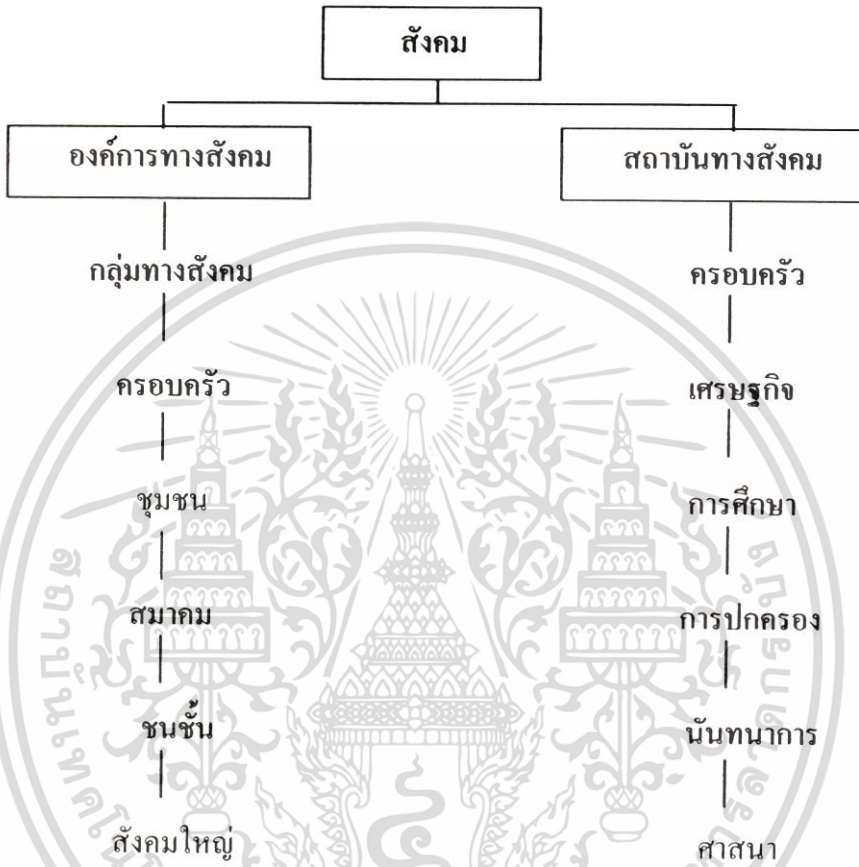 สังคม
องค์การทางสังคม
สถาบันทางสังคม
กลุ่มทางสังคม
ครอบครัว
ครอบครัว
เศรษฐกิจ
ชุมชน
การศึกษา
สมาคม
การปกครอง
ชนชั้น
นันทนาการ
สังคมใหญ่
ศาสนา